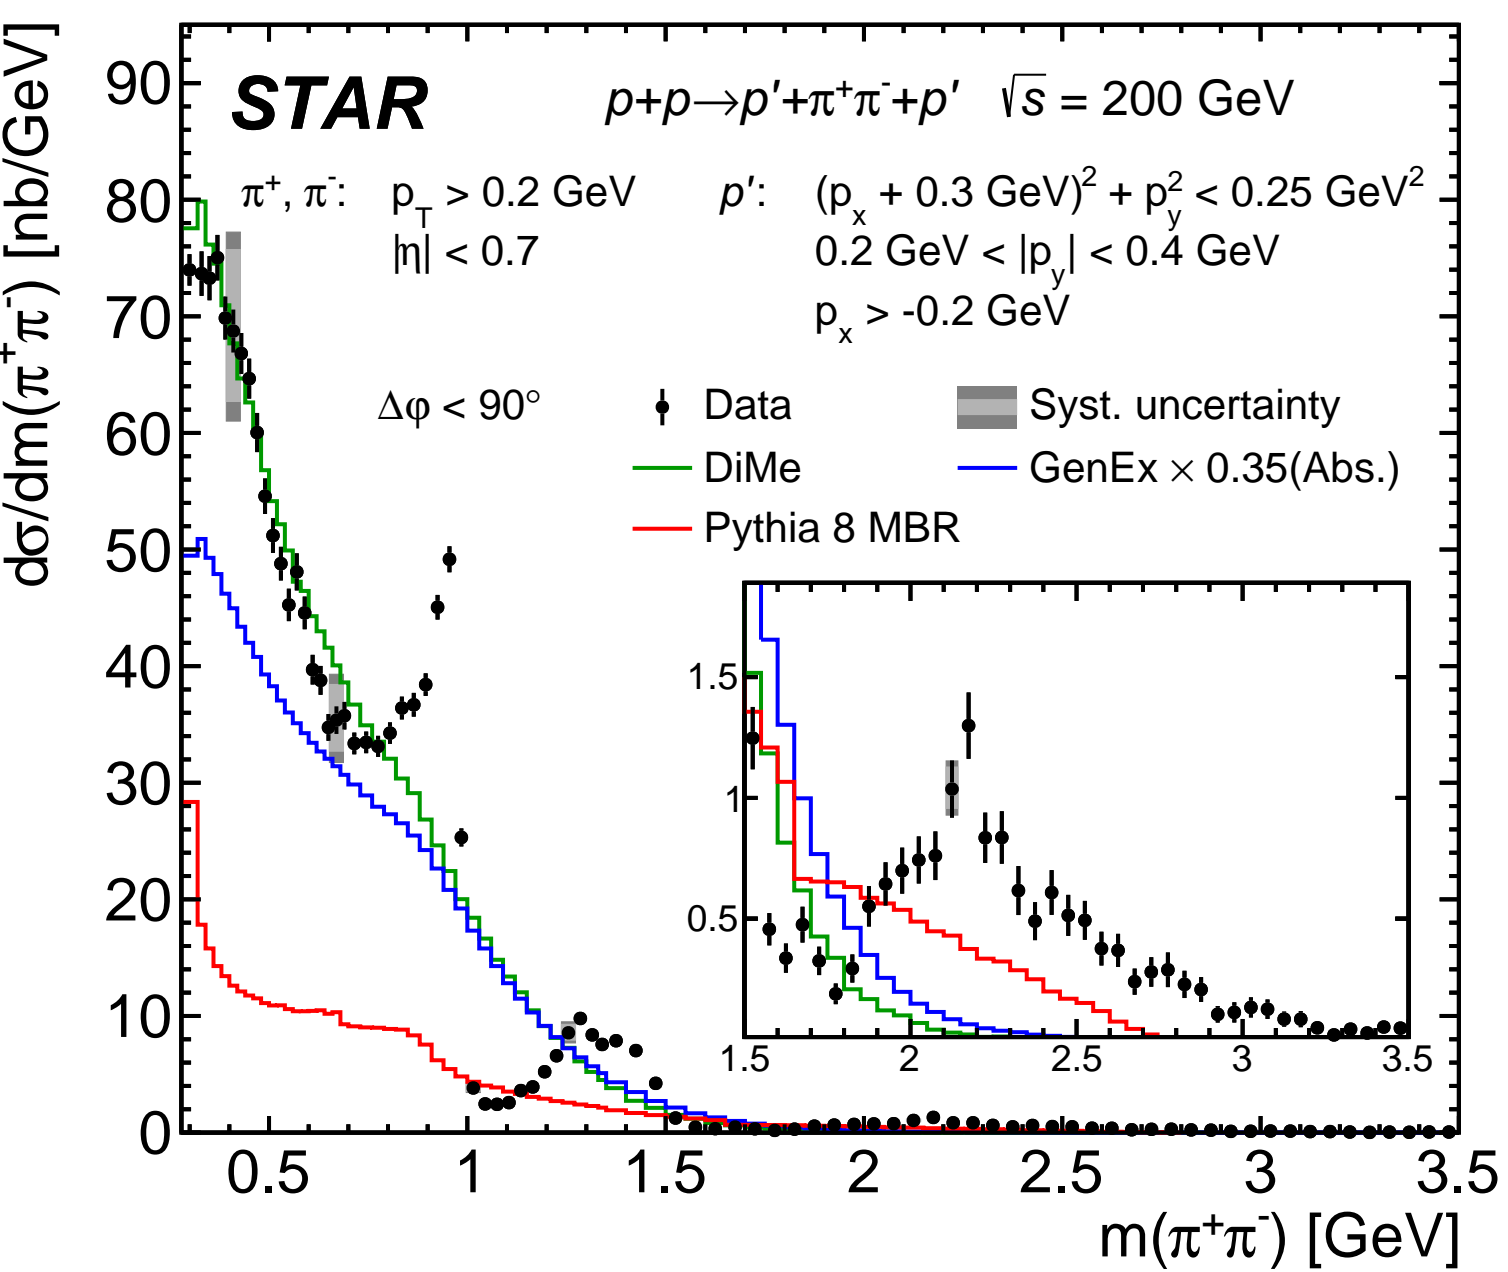 dσ/dm(π⁺π⁻) [nb/GeV]
90
80
70
60
50
40
30
20
10
0
STAR
p+p→p′+π⁺π⁻+p′ √s = 200 GeV
π⁺, π⁻: p_T > 0.2 GeV p′: (p_x + 0.3 GeV)² + p_y² < 0.25 GeV²
|η| < 0.7 0.2 GeV < |p_y| < 0.4 GeV
p_x > -0.2 GeV
Δφ < 90° Data Syst. uncertainty
DiMe GenEx × 0.35(Abs.)
Pythia 8 MBR
1.5
1
0.5
1.5 2 2.5 3 3.5
0.5 1 1.5 2 2.5 3 3.5
m(π⁺π⁻) [GeV]